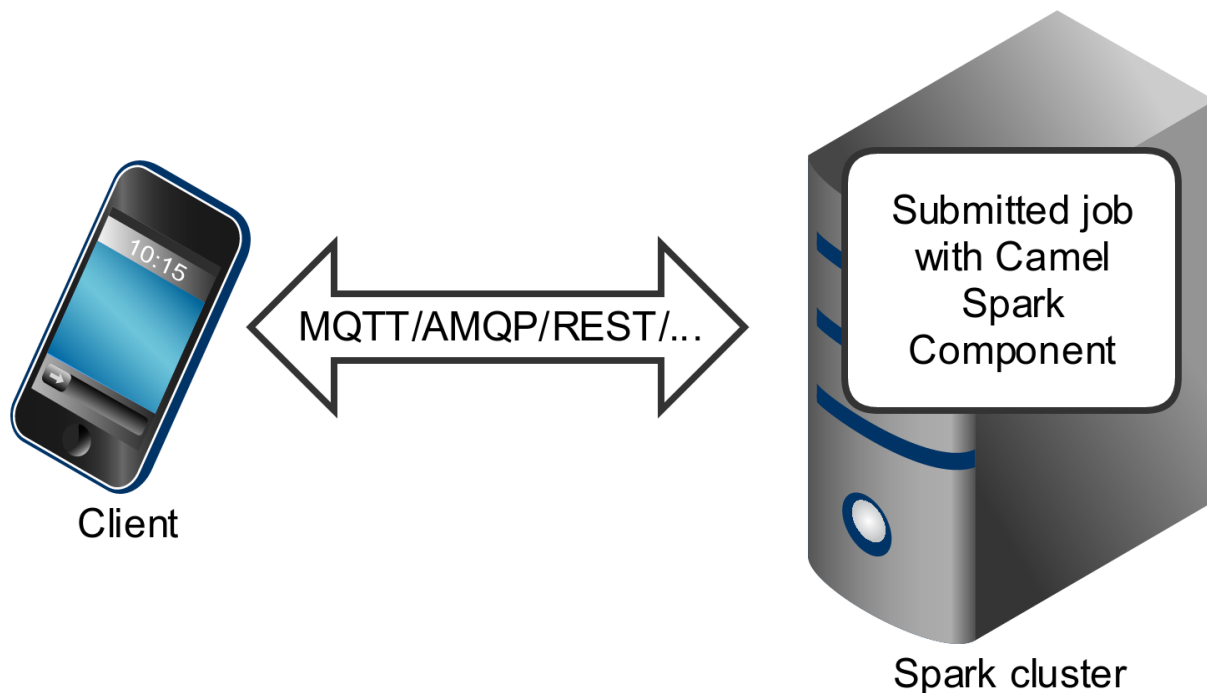 10:15
Client
MQTT/AMQP/REST/...
Submitted job
with Camel
Spark
Component
Spark cluster